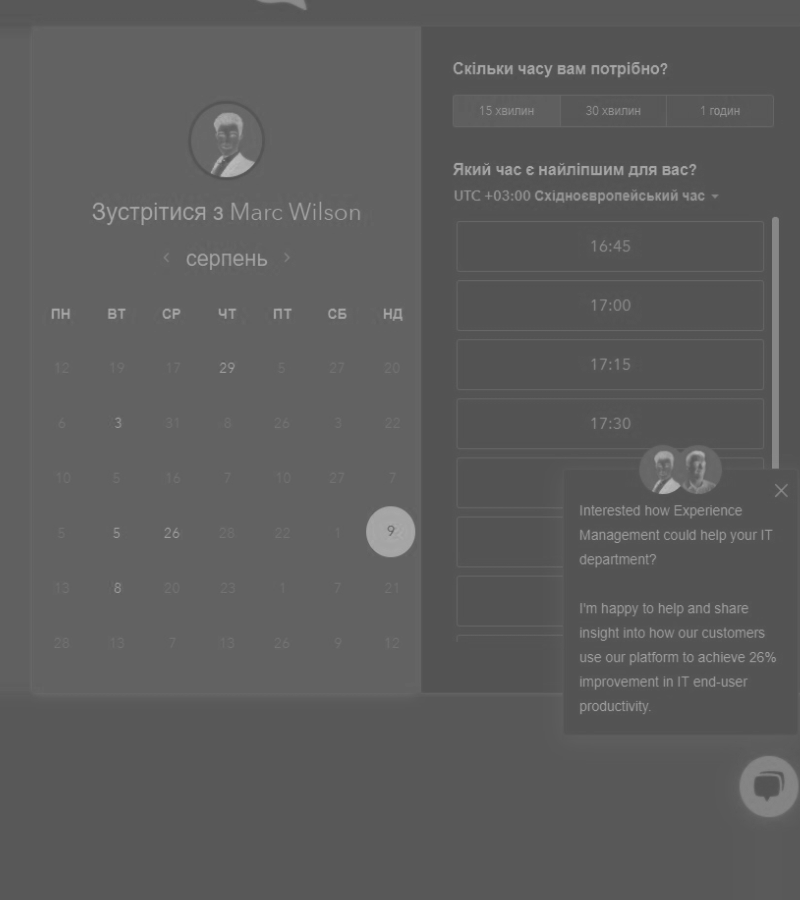 Зустрітися з Marc Wilson
серпень
ПН ВТ СР ЧТ ПТ СБ НД
12 19 17 29 5 27 20
6 3 31 8 26 3 22
10 5 16 7 10 27 7
5 5 26 28 22 1 9
13 8 20 23 1 7 21
28 13 7 13 26 9 12
Скільки часу вам потрібно?
15 хвилин 30 хвилин 1 годин
Який час є найліпшим для вас?
UTC +03:00 Східноєвропейський час
16:45
17:00
17:15
17:30
Interested how Experience
Management could help your IT
department?
I'm happy to help and share
insight into how our customers
use our platform to achieve 26%
improvement in IT end-user
productivity.